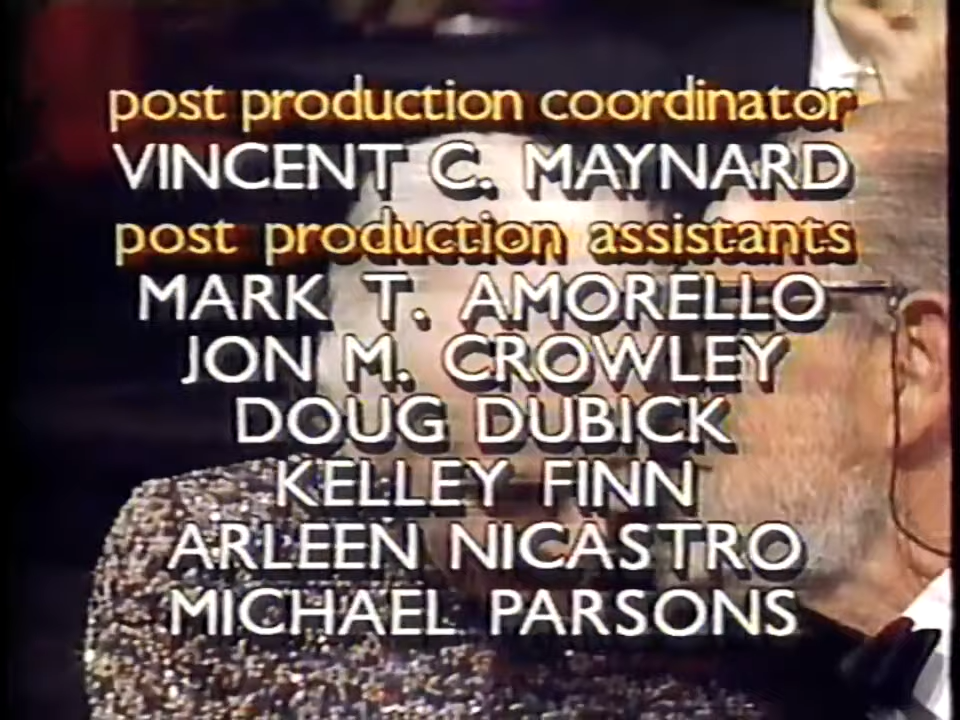 post production coordinator
VINCENT C. MAYNARD
post production assistants
MARK T. AMORELLO
JON M. CROWLEY
DOUG DUBICK
KELLEY FINN
ARLEEN NICASTRO
MICHAEL PARSONS